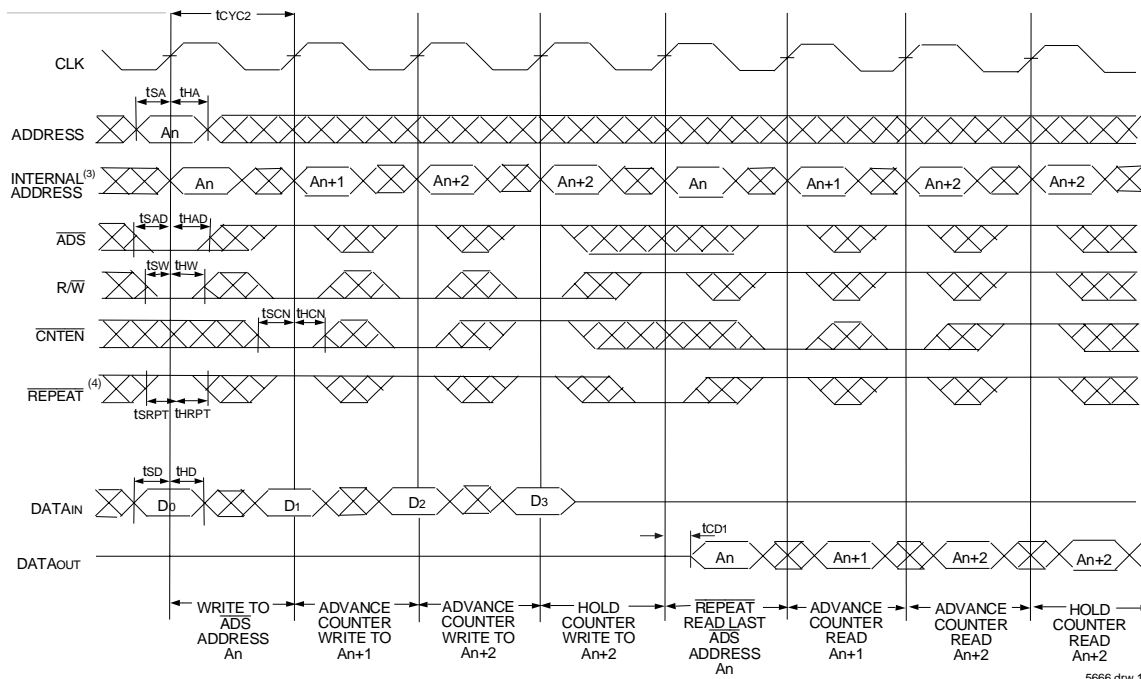 tCYC2
CLK
tSA tHA
ADDRESS An
INTERNAL(3) ADDRESS An An+1 An+2 An+2 An An+1 An+2 An+2
tSAD tHAD
ADS
tSW tHW
R/W
tSCN tHCN
CNTEN
REPEAT (4)
tSRPT tHRPT
tSD tHD
DATAIN D0 D1 D2 D3
tCD1
DATAOUT An An+1 An+2 An+2
WRITE TO ADS ADDRESS An
ADVANCE COUNTER WRITE TO An+1
ADVANCE COUNTER WRITE TO An+2
HOLD COUNTER WRITE TO An+2
REPEAT READ LAST ADS ADDRESS An
ADVANCE COUNTER READ An+1
ADVANCE COUNTER READ An+2
HOLD COUNTER READ An+2
5666 drw 1